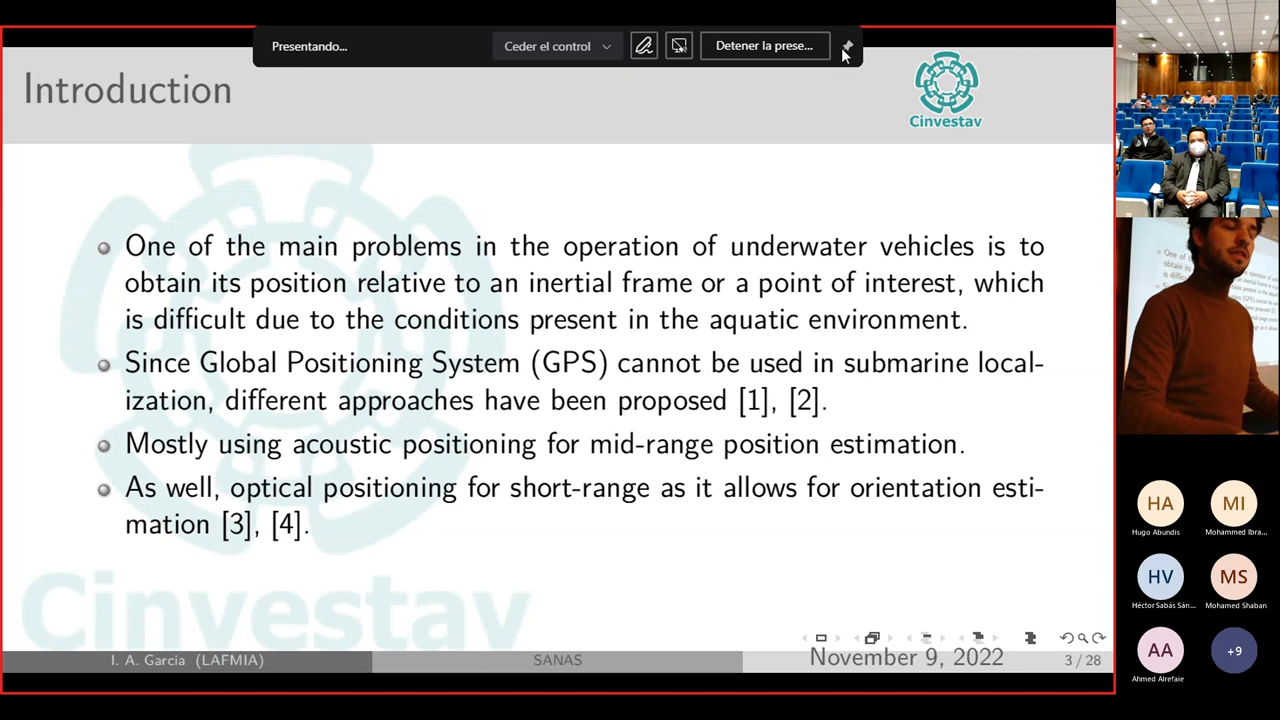 Presentando...
Ceder el control
Detener la prese...
Introduction
Cinvestav
One of the main problems in the operation of underwater vehicles is to
obtain its position relative to an inertial frame or a point of interest, which
is difficult due to the conditions present in the aquatic environment.
Since Global Positioning System (GPS) cannot be used in submarine local-
ization, different approaches have been proposed [1], [2].
Mostly using acoustic positioning for mid-range position estimation.
As well, optical positioning for short-range as it allows for orientation esti-
mation [3], [4].
Cinvestav
I. A. Garcia (LAFMIA)
SANAS
November 9, 2022
3 / 28
HA
Hugo Abundis
MI
Mohammed Ibra...
HV
Héctor Sabás Sán...
MS
Mohamed Shaban
AA
Ahmed Alrefaie
+9